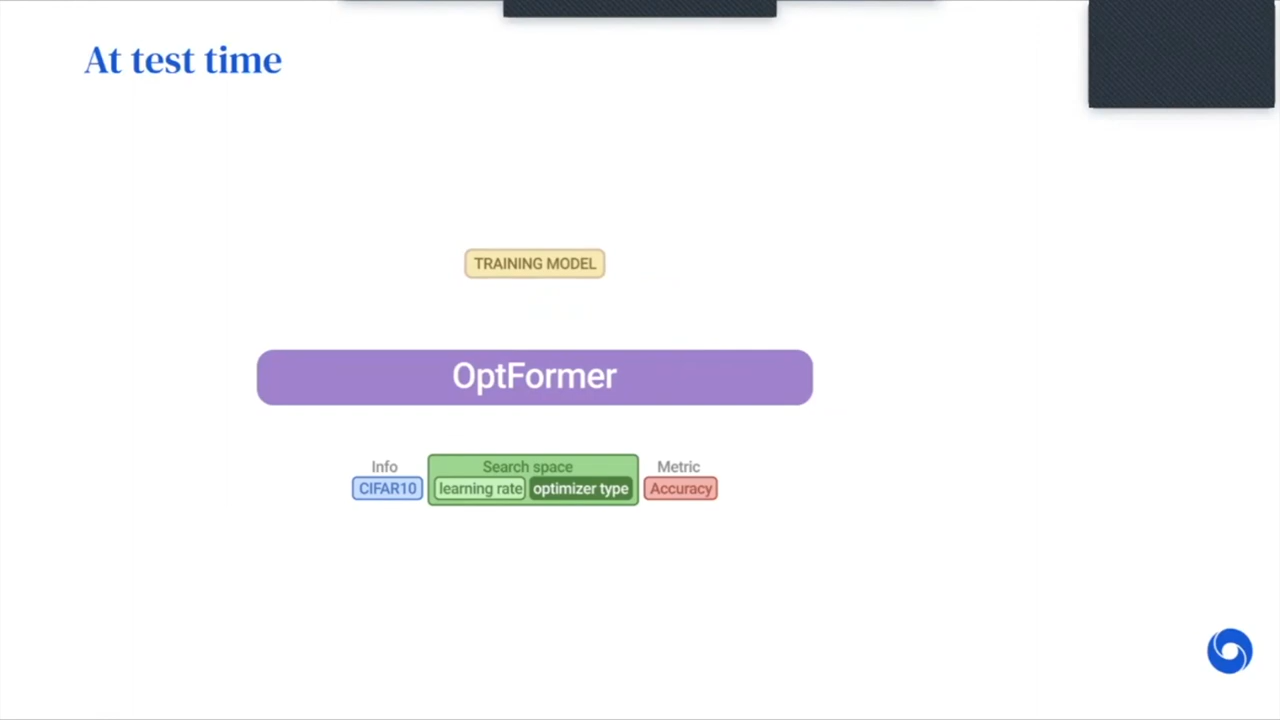 At test time
TRAINING MODEL
OptFormer
Info
Search space
Metric
CIFAR10
learning rate
optimizer type
Accuracy